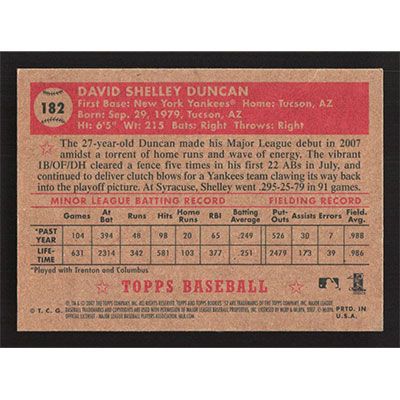 182
DAVID SHELLEY DUNCAN
First Base: New York Yankees® Home: Tucson, AZ
Born: Sep. 29, 1979, Tucson, AZ
Ht: 6'5" Wt: 215 Bats: Right Throws: Right
The 27-year-old Duncan made his Major League debut in 2007
amidst a torrent of home runs and wave of energy. The vibrant
1B/OF/DH cleared a fence five times in his first 22 ABs in July, and
continued to deliver clutch blows for a Yankees team clawing its way back
into the playoff picture. At Syracuse, Shelley went .295-25-79 in 91 games.
MINOR LEAGUE BATTING RECORD FIELDING RECORD
Games At Bat Runs Hits Home Runs RBI Batting Average Put-Outs Assists Errors Field Avg.
*PAST YEAR 104 394 65 98 20 65 .249 526 30 7 .988
LIFE-TIME 631 2314 342 581 103 377 .251 2487 173 39 .986
*Played with Trenton and Columbus
TOPPS BASEBALL
© T. C. G.
PRTD. IN U.S.A.